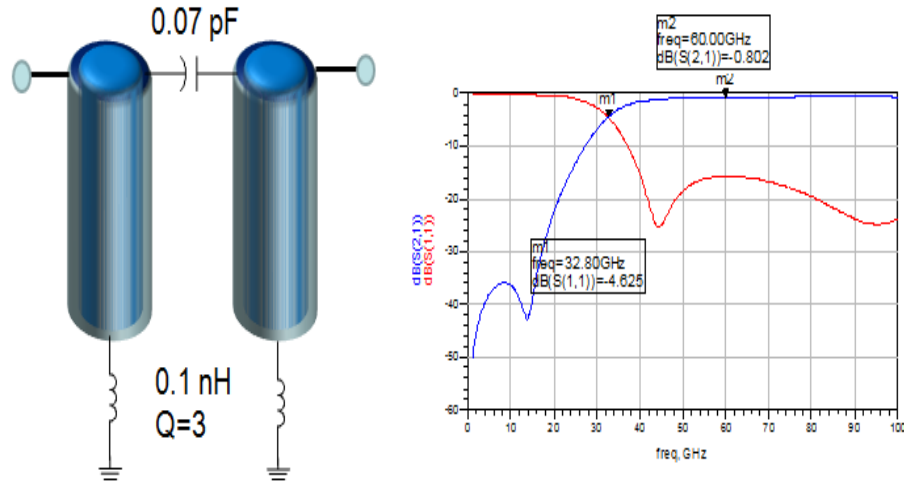 0.07 pF
0.1 nH
Q=3
m2
freq=60.00GHz
dB(S(2,1))=-0.802
m1
m2
m1
freq=32.80GHz
dB(S(1,1))=-4.625
dB(S(2,1))
dB(S(1,1))
0
-10
-20
-30
-40
-50
-60
0 10 20 30 40 50 60 70 80 90 100
freq, GHz